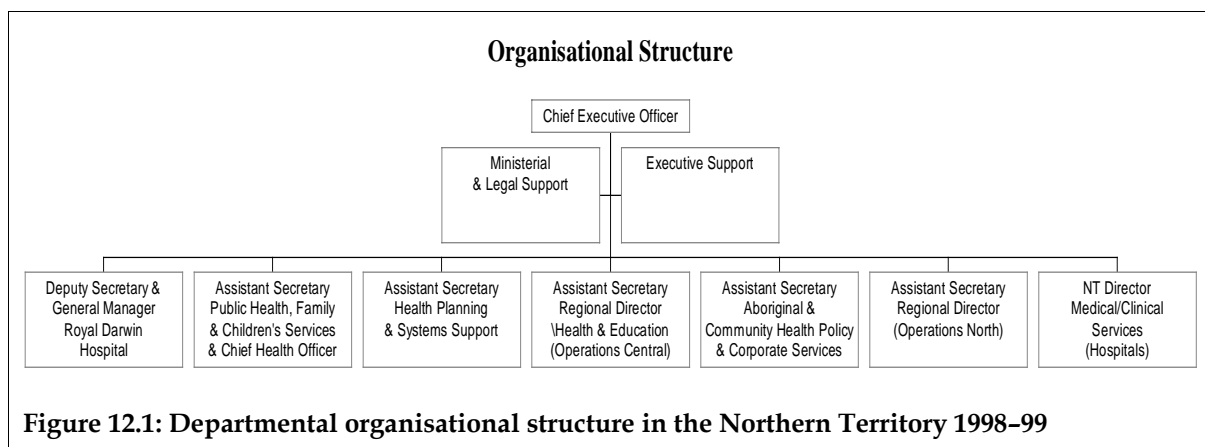 Organisational Structure
Chief Executive Officer
Ministerial
& Legal Support
Executive Support
Deputy Secretary &
General Manager
Royal Darwin
Hospital
Assistant Secretary
Public Health, Family
& Children's Services
& Chief Health Officer
Assistant Secretary
Health Planning
& Systems Support
Assistant Secretary
Regional Director
\Health & Education
(Operations Central)
Assistant Secretary
Aboriginal &
Community Health Policy
& Corporate Services
Assistant Secretary
Regional Director
(Operations North)
NT Director
Medical/Clinical
Services
(Hospitals)
Figure 12.1: Departmental organisational structure in the Northern Territory 1998–99